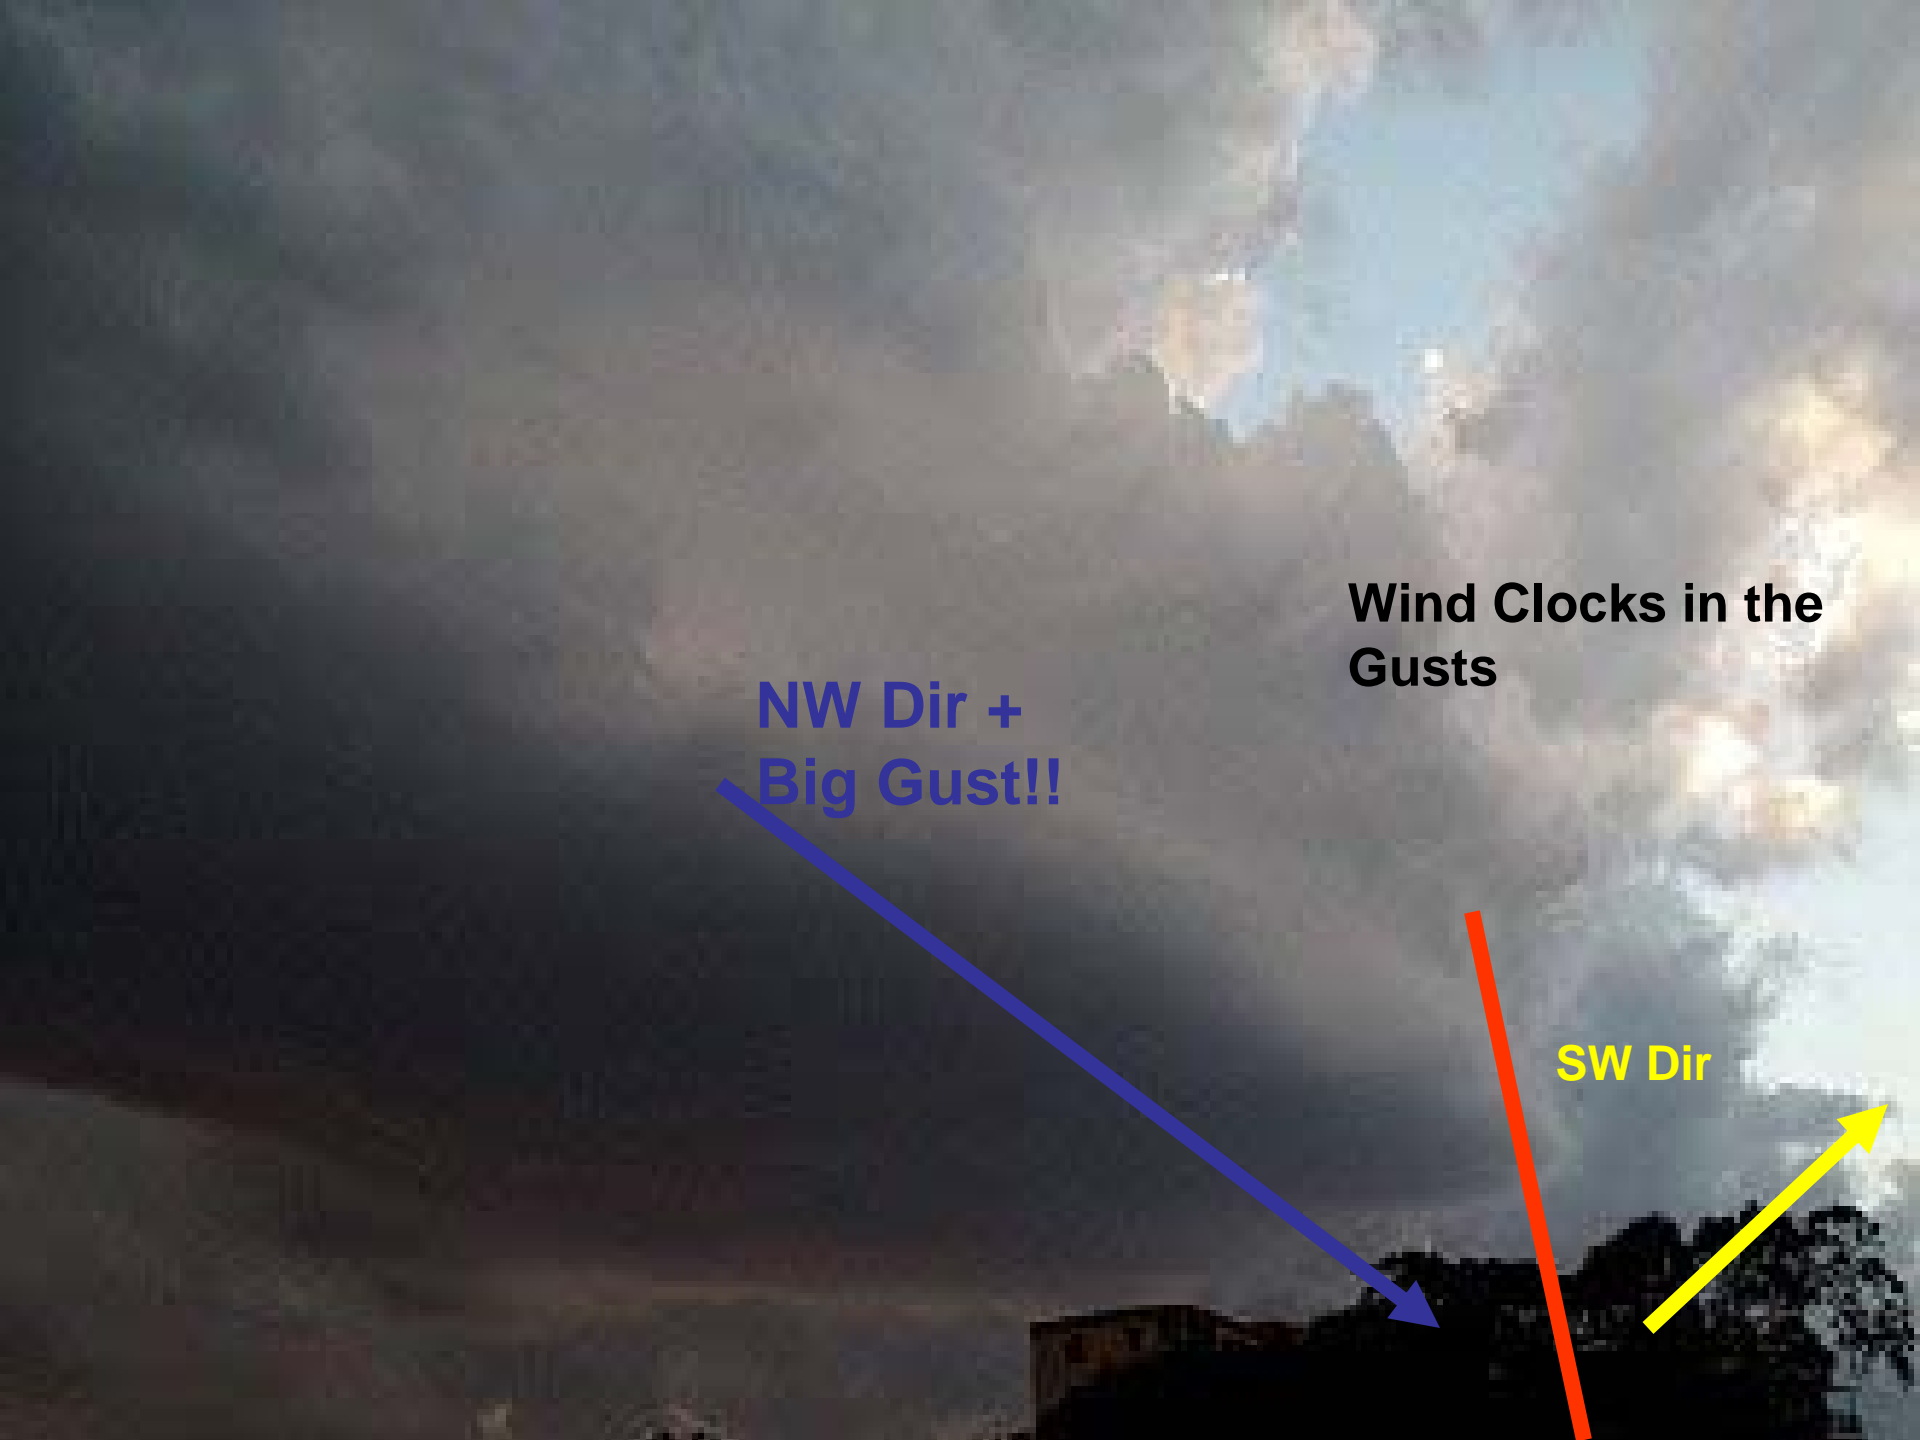 Wind Clocks in the
Gusts
NW Dir +
Big Gust!!
SW Dir